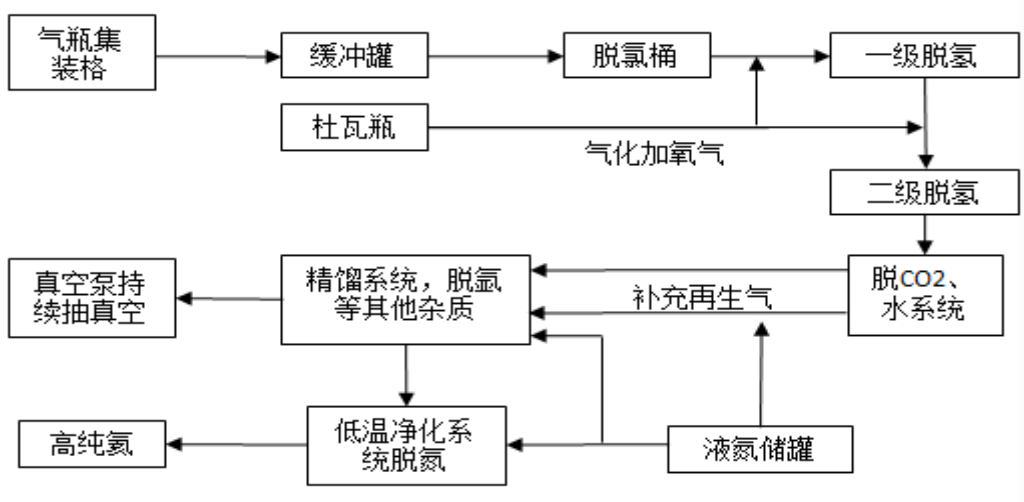 气瓶集
装格
缓冲罐
脱氯桶
一级脱氢
杜瓦瓶
气化加氧气
二级脱氢
真空泵持
续抽真空
精馏系统，脱氩
等其他杂质
补充再生气
脱CO2、
水系统
高纯氦
低温净化系
统脱氮
液氮储罐